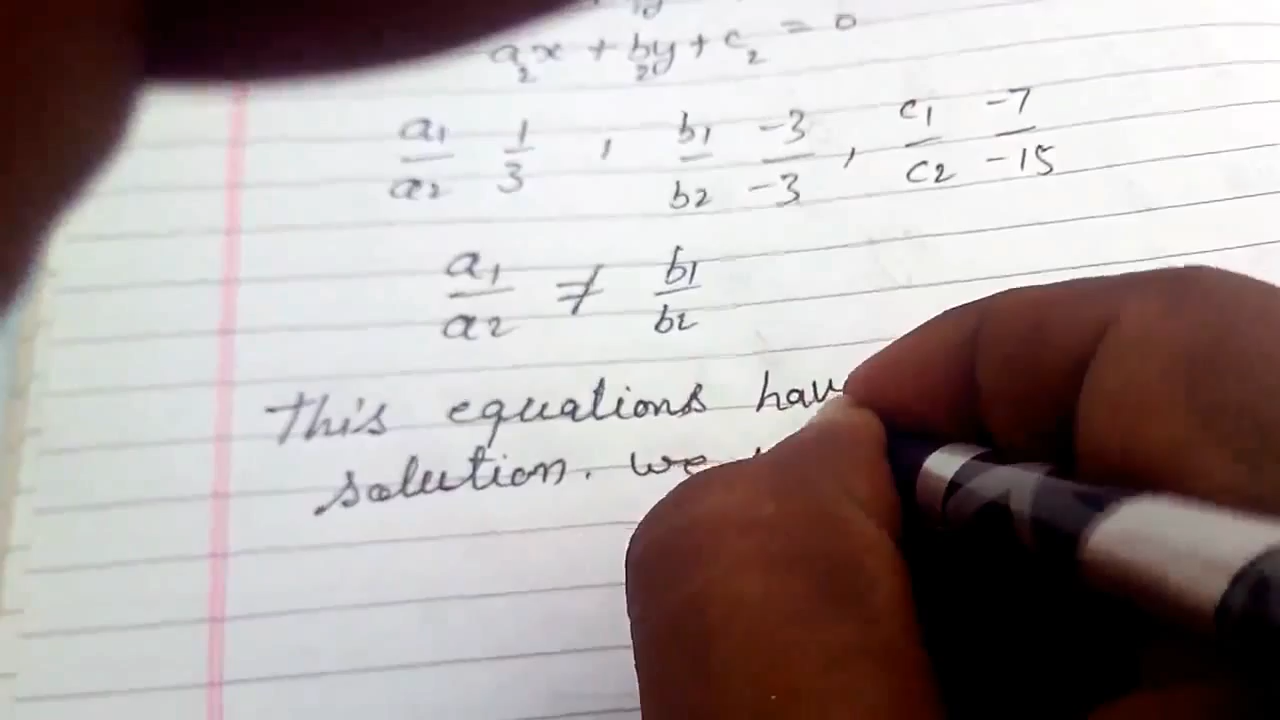 a₂x + b₂y + c₂ = 0
a₁/a₂ 1/3 , b₁/b₂ -3/-3 , c₁/c₂ -7/-15
a₁/a₂ ≠ b₁/b₂
This equations
solution. we